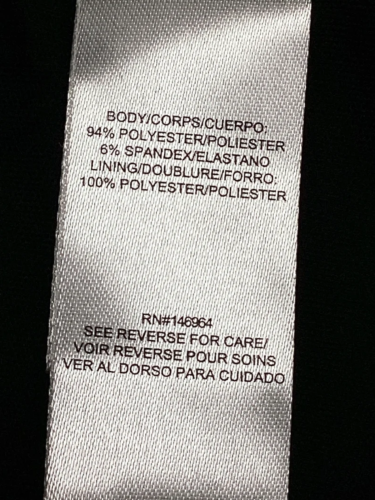 BODY/CORPS/CUERPO:
94% POLYESTER/POLIESTER
6% SPANDEX/ELASTANO
LINING/DOUBLURE/FORRO:
100% POLYESTER/POLIESTER
RN#146964
SEE REVERSE FOR CARE/
VOIR REVERSE POUR SOINS
VER AL DORSO PARA CUIDADO